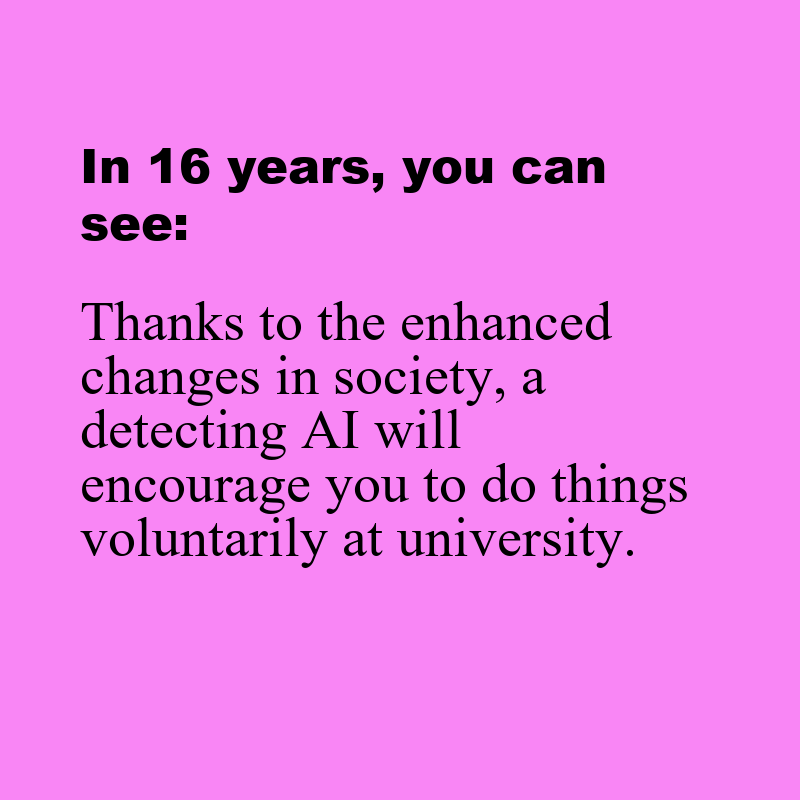 In 16 years, you can
see:
Thanks to the enhanced
changes in society, a
detecting AI will
encourage you to do things
voluntarily at university.